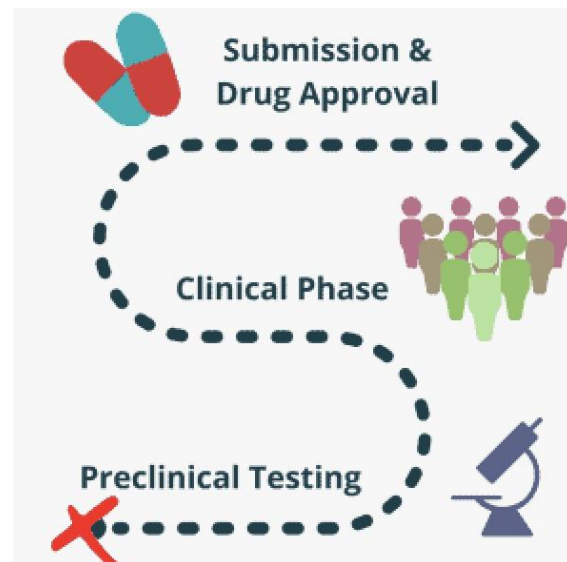 Submission &
Drug Approval
Clinical Phase
Preclinical Testing